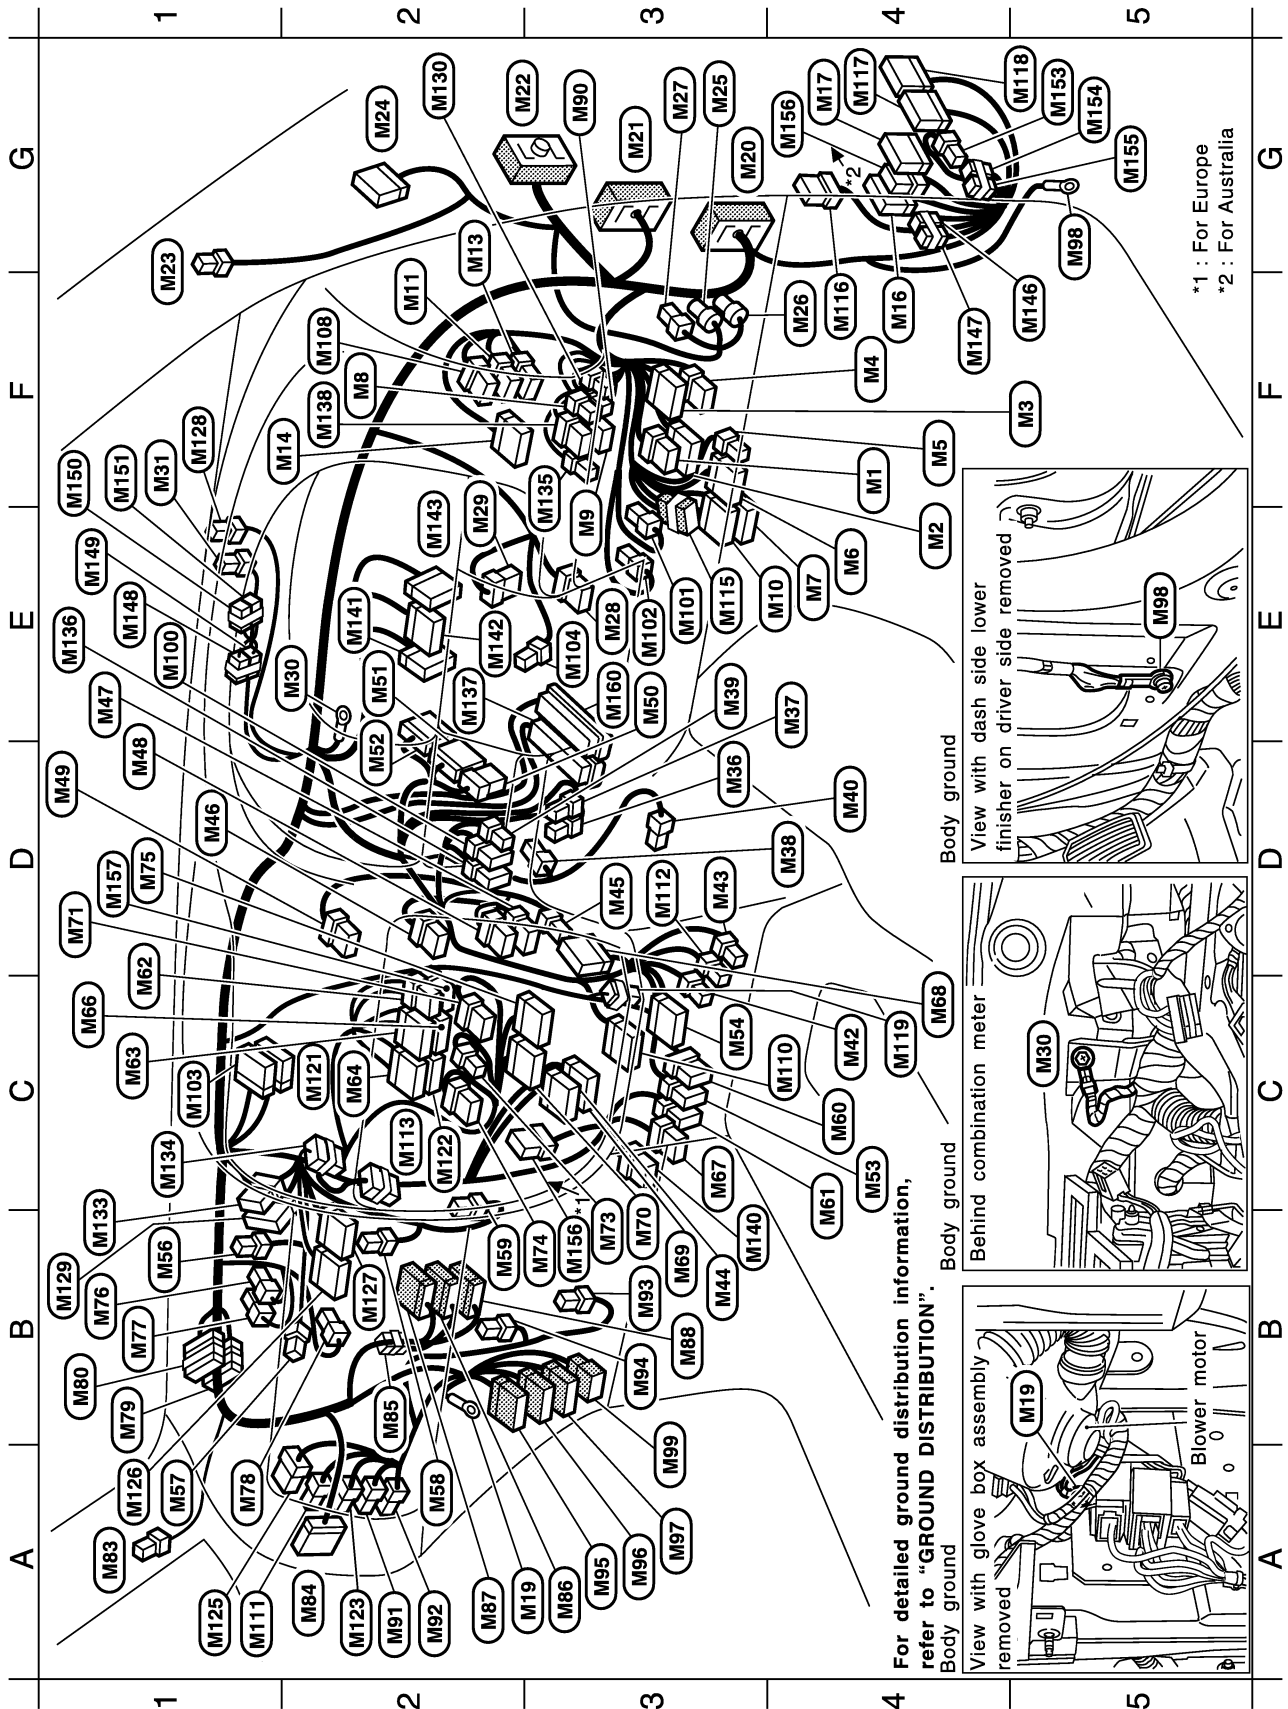 1
2
3
4
5
G
F
E
D
C
B
A
M24
M130
M22
M90
M21
M27
M25
M20
M156
M17
M117
M118
M153
M154
M155
M98
M23
M13
M11
M108
M8
M138
M14
M128
M31
M151
M150
M149
M148
M136
M100
M47
M48
M49
M46
M30
M26
M116
M16
M147
M146
M4
M3
M5
M1
M2
M6
M7
M10
M115
M101
M102
M28
M9
M135
M29
M143
M141
M142
M104
M51
M137
M52
M160
M50
M39
M37
M36
M40
M38
M45
M112
M43
M75
M157
M71
M62
M66
M63
M103
M121
M64
M134
M133
M113
M122
M68
M119
M42
M54
M110
M60
M53
M61
M67
M140
M44
M69
M70
M73
M156
*1
M74
M59
M129
M56
M76
M77
M80
M79
M126
M57
M78
M127
M85
M58
M93
M88
M94
M99
M97
M96
M95
M86
M19
M87
M83
M125
M111
M84
M123
M91
M92
*2
*1 : For Europe
*2 : For Australia
For detailed ground distribution information,
refer to "GROUND DISTRIBUTION".
Body ground
View with glove box assembly
removed
M19
Blower motor
Body ground
Behind combination meter
M30
Body ground
View with dash side lower
finisher on driver side removed
M98
A
B
C
D
E
F
G
1
2
3
4
5